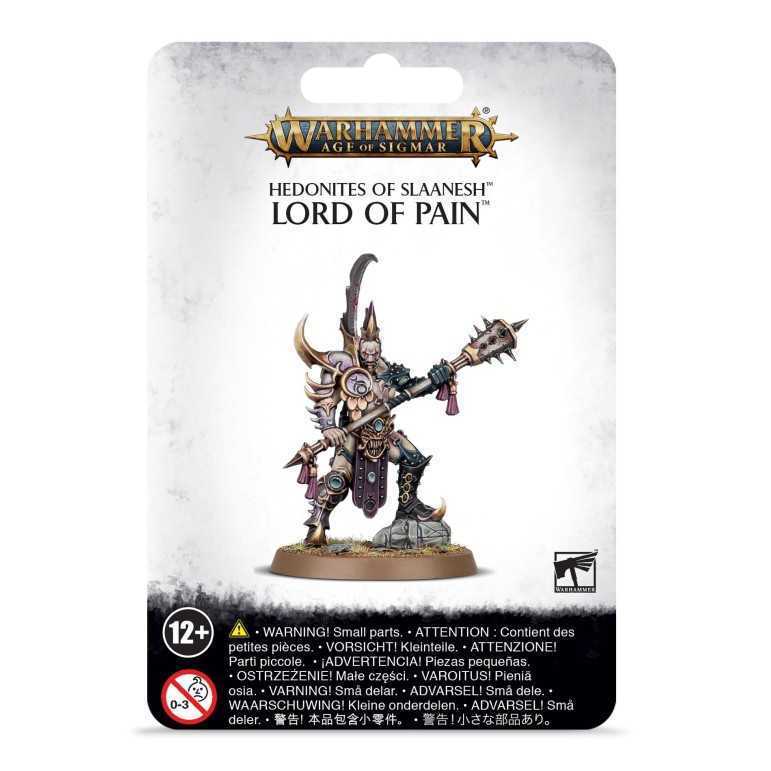 WARHAMMER®
AGE OF SIGMAR
HEDONITES OF SLAANESH™
LORD OF PAIN™
WARHAMMER
12+
0-3
• WARNING! Small parts. • ATTENTION : Contient des
petites pièces. • VORSICHT! Kleinteile. • ATTENZIONE!
Parti piccole. • ¡ADVERTENCIA! Piezas pequeñas.
• OSTRZEŻENIE! Małe części. • VAROITUS! Pieniä
osia. • VARNING! Små delar. • ADVARSEL! Små dele. •
WAARSCHUWING! Kleine onderdelen. • ADVARSEL! Små
deler. • 警告! 本品包含小零件。 • 警告! 小さな部品あり。